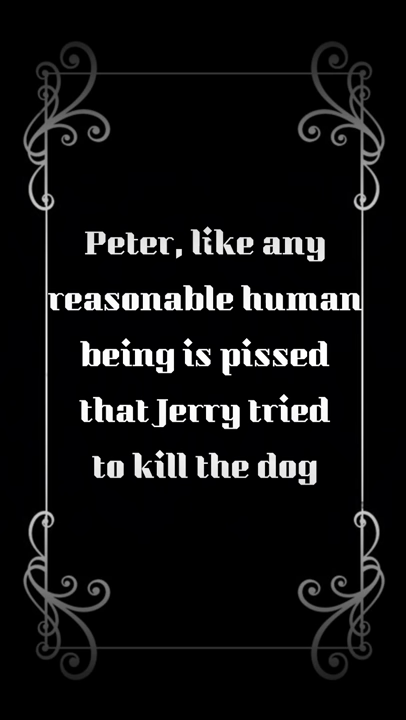 Peter, like any
reasonable human
being is pissed
that Jerry tried
to kill the dog